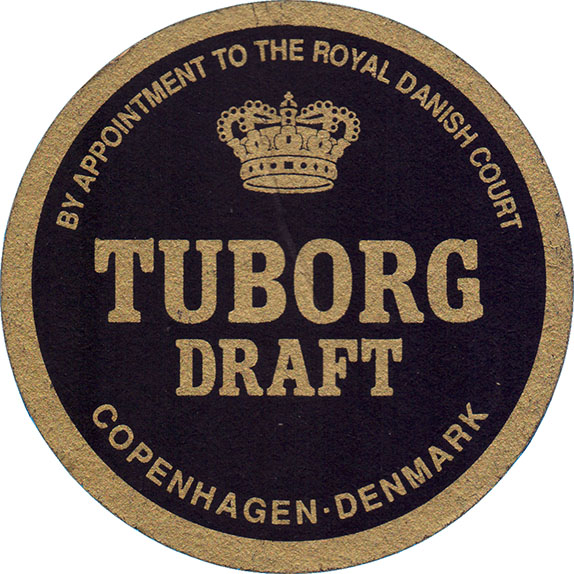 BY APPOINTMENT TO THE ROYAL DANISH COURT
TUBORG
DRAFT
COPENHAGEN · DENMARK